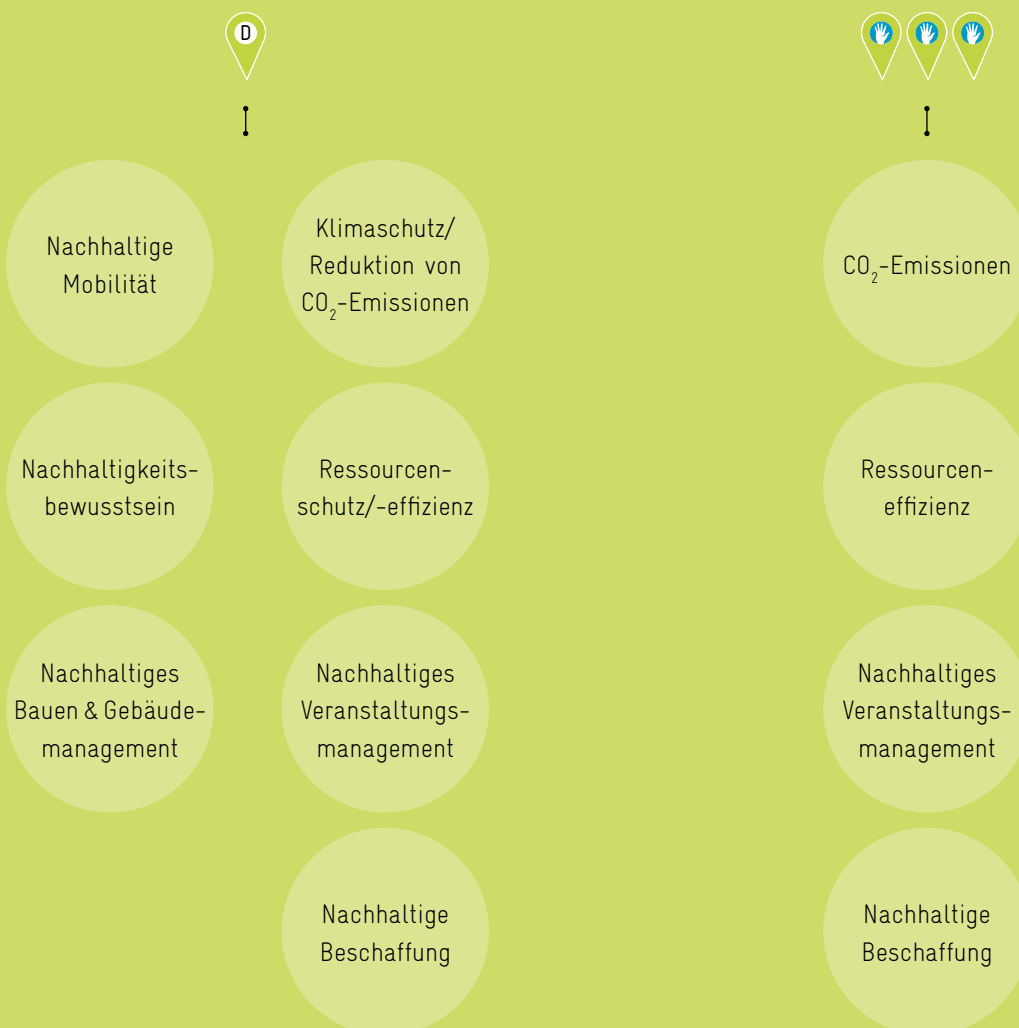 D
Nachhaltige
Mobilität
Klimaschutz/
Reduktion von
CO₂-Emissionen
CO₂-Emissionen
Nachhaltigkeits-
bewusstsein
Ressourcen-
schutz/-effizienz
Ressourcen-
effizienz
Nachhaltiges
Bauen & Gebäude-
management
Nachhaltiges
Veranstaltungs-
management
Nachhaltiges
Veranstaltungs-
management
Nachhaltige
Beschaffung
Nachhaltige
Beschaffung